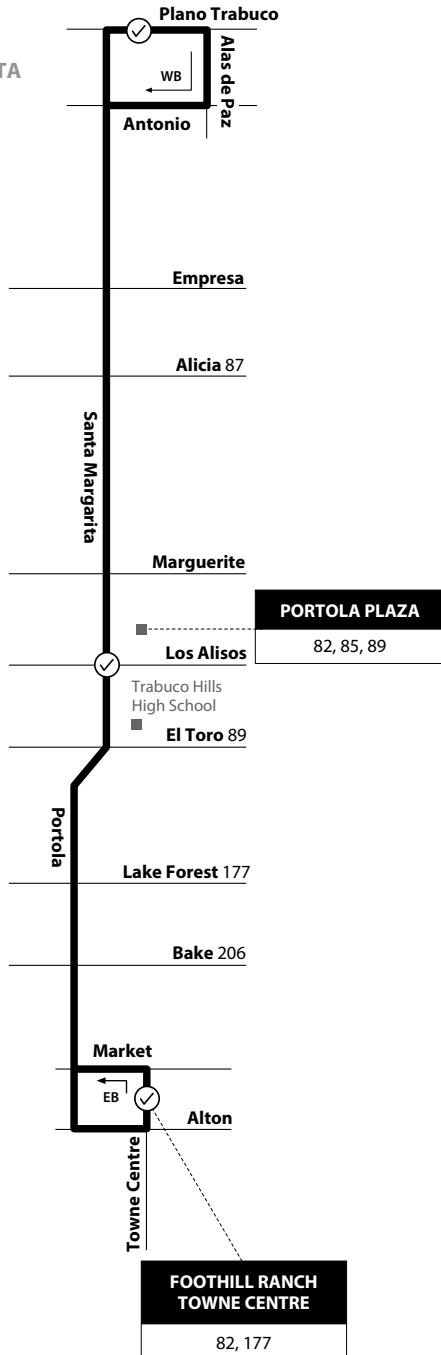 Plano Trabuco
TA
Alas de Paz
WB
Antonio
Empresa
Alicia 87
Santa Margarita
Marguerite
PORTOLA PLAZA
82, 85, 89
Los Alisos
Trabuco Hills
High School
El Toro 89
Portola
Lake Forest 177
Bake 206
Market
EB
Alton
Towne Centre
FOOTHILL RANCH
TOWNE CENTRE
82, 177